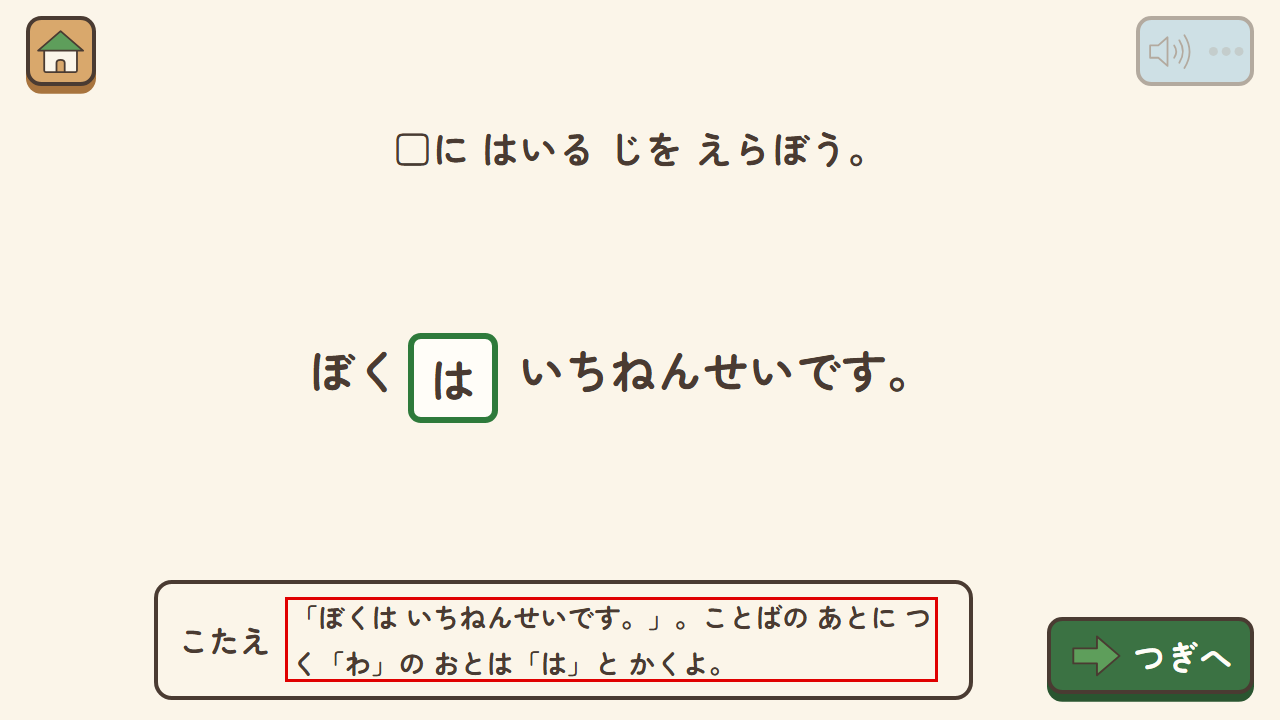 □に はいる じを えらぼう。
ぼく は いちねんせいです。
こたえ
「ぼくは いちねんせいです。」。ことばの あとに つ
く「わ」の おとは「は」と かくよ。
つぎへ